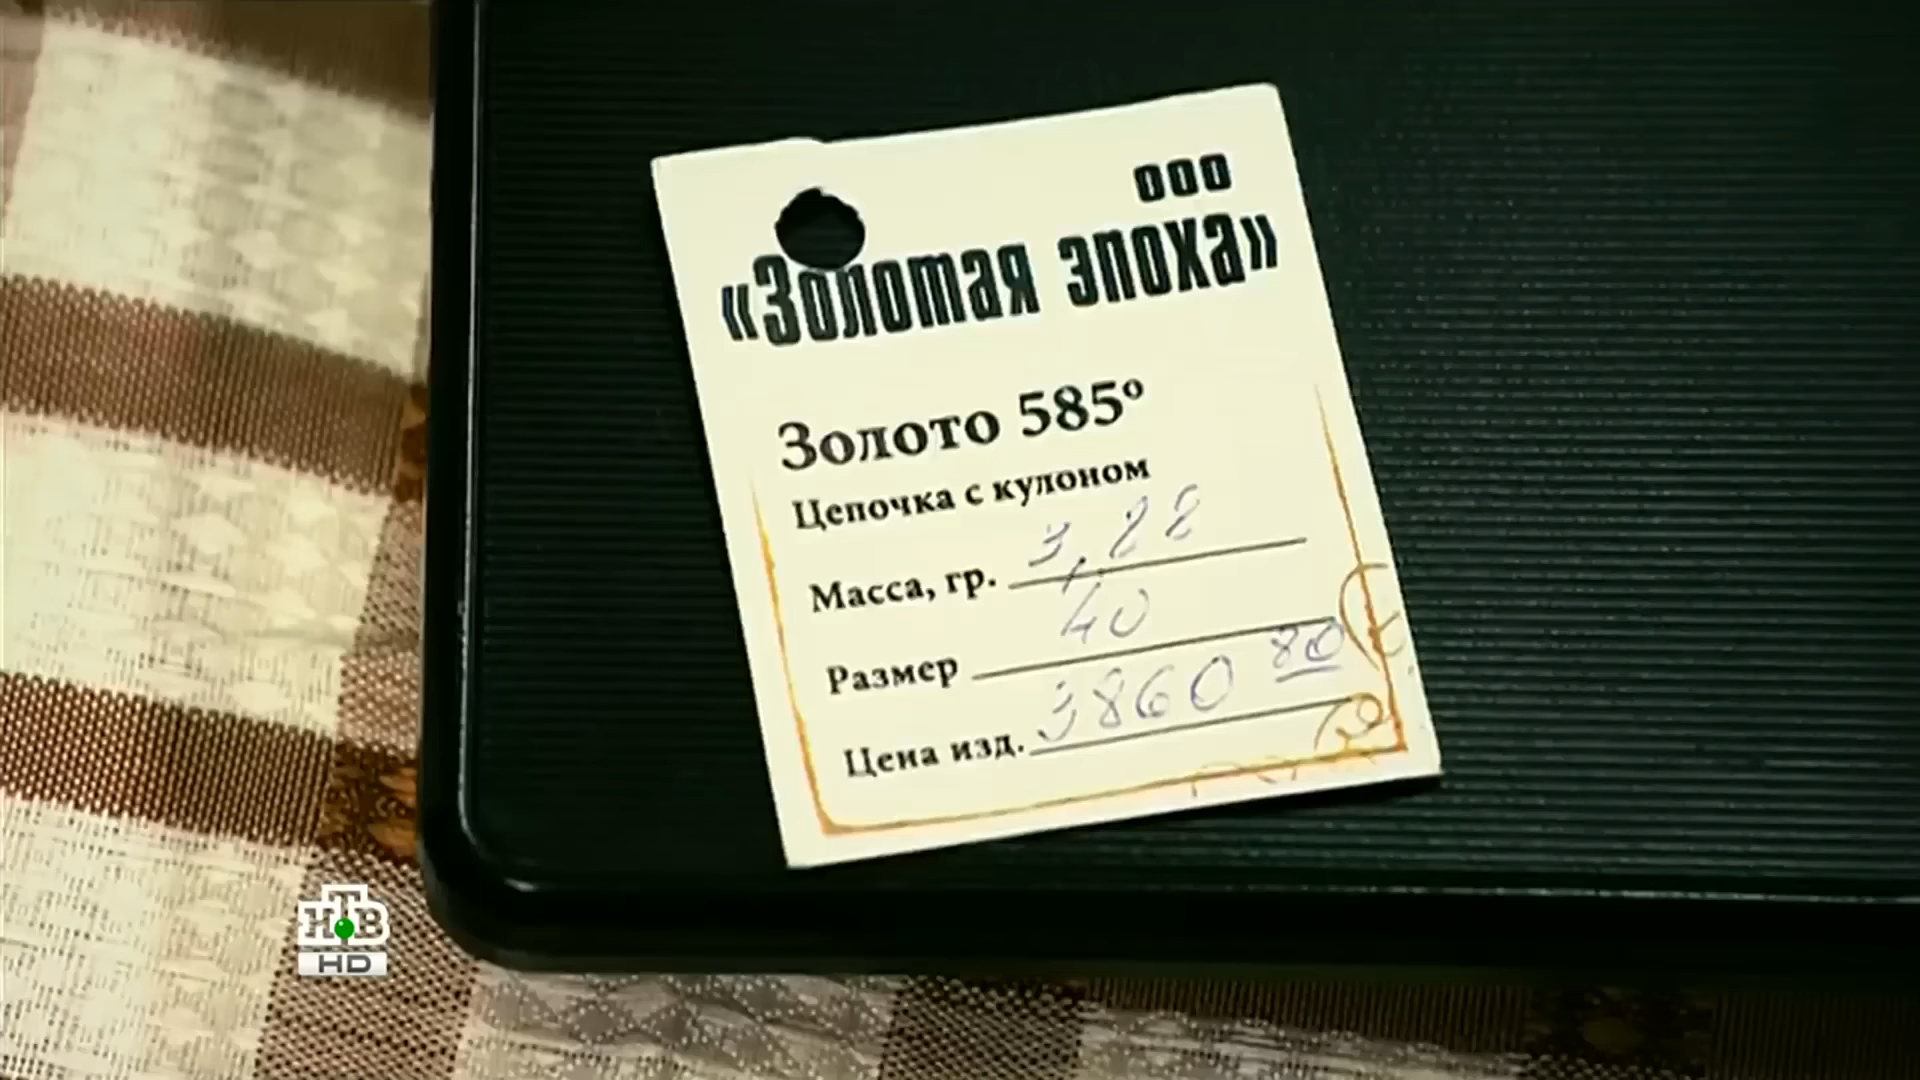 ООО
«Золотая эпоха»
Золото 585°
Цепочка с кулоном
Масса, гр. 3,22
Размер 40
Цена изд. 3860 80
НТВ
HD